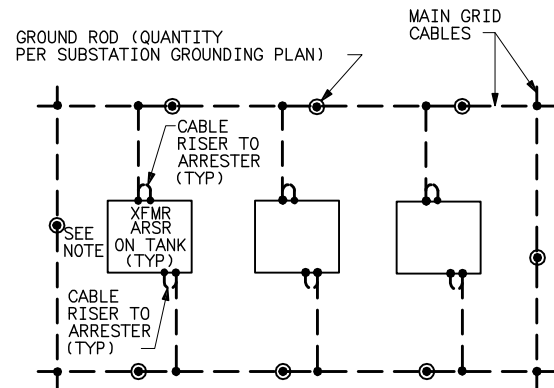 MAIN GRID
CABLES
GROUND ROD (QUANTITY
PER SUBSTATION GROUNDING PLAN)
CABLE
RISER TO
ARRESTER
(TYP)
XFMR
ARSR
ON TANK
(TYP)
SEE
NOTE
CABLE
RISER TO
ARRESTER
(TYP)